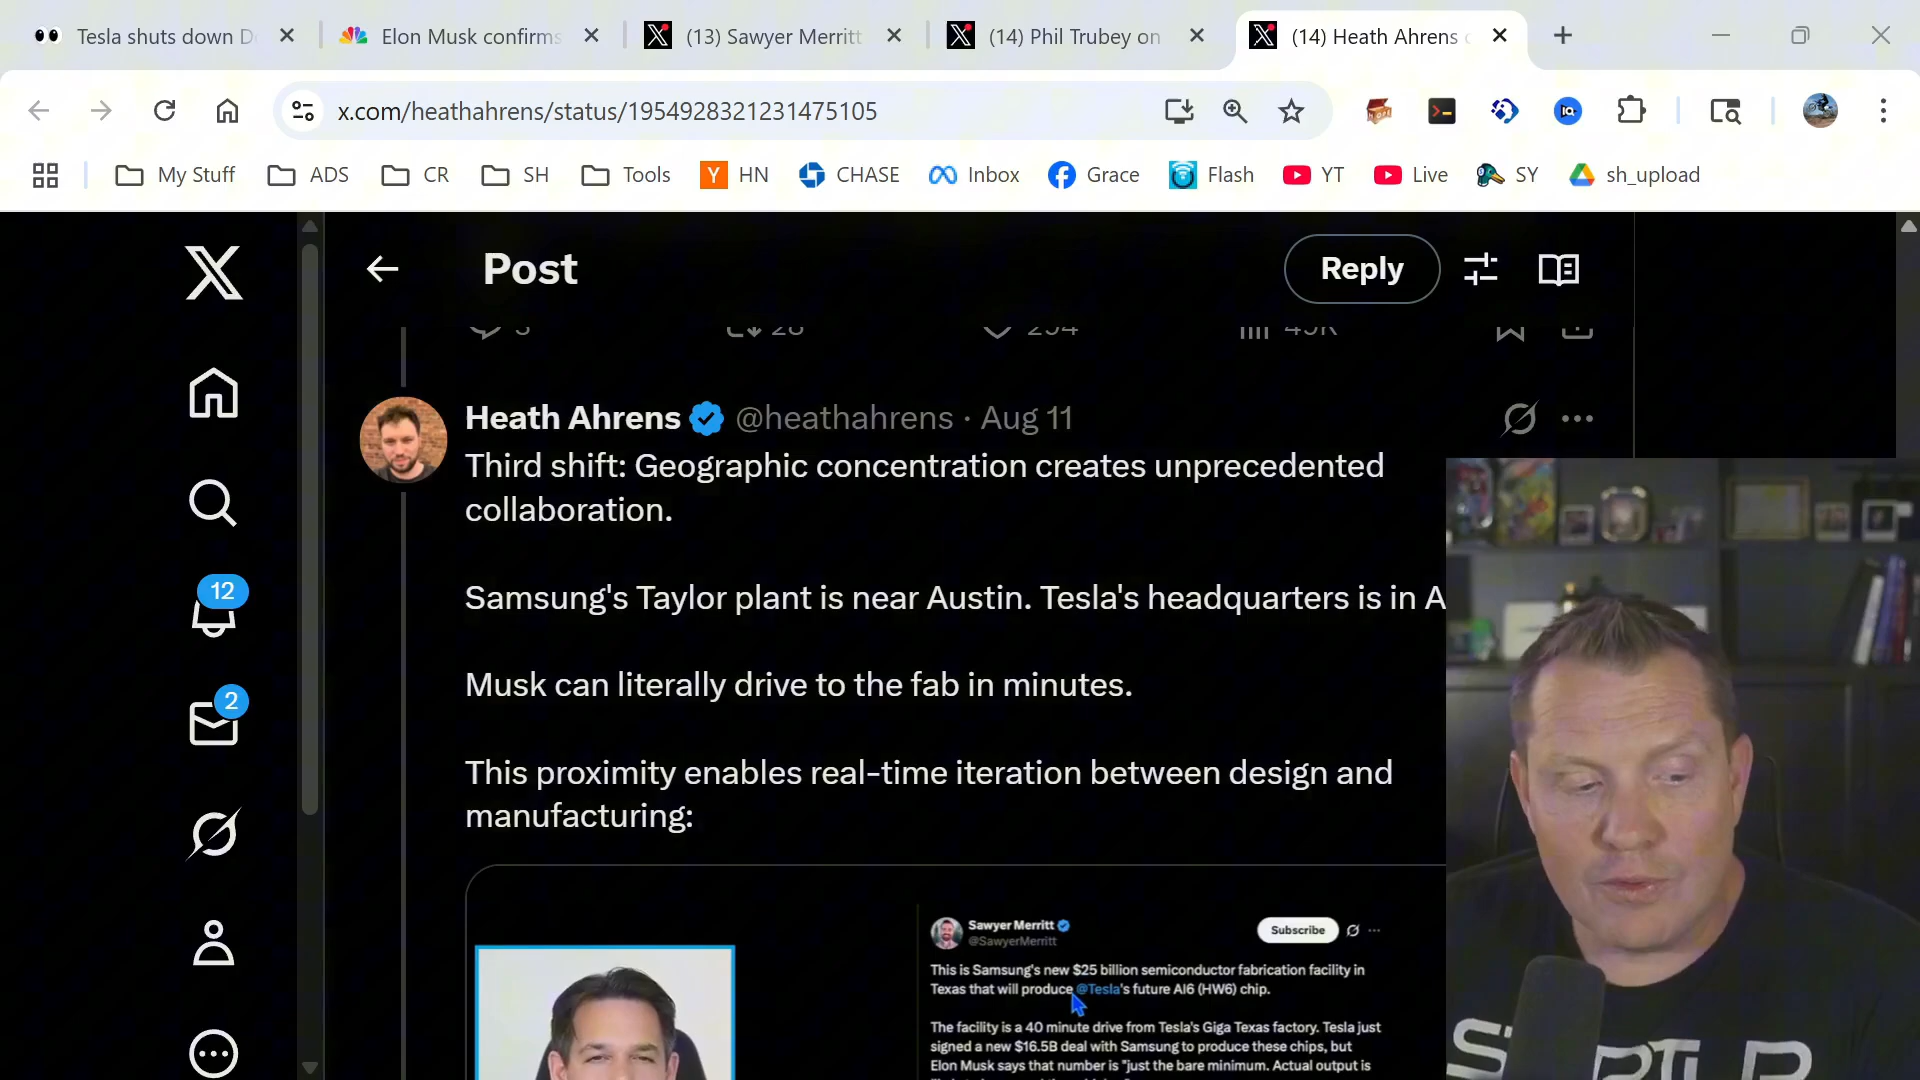 Tesla shuts down D
Elon Musk confirms
(13) Sawyer Merritt
(14) Phil Trubey on
(14) Heath Ahrens
x.com/heathahrens/status/1954928321231475105
My Stuff
ADS
CR
SH
Tools
HN
CHASE
Inbox
Grace
Flash
YT
Live
SY
sh_upload
Post
Reply
3 28 294 45K
Heath Ahrens @heathahrens · Aug 11
Third shift: Geographic concentration creates unprecedented
collaboration.
Samsung's Taylor plant is near Austin. Tesla's headquarters is in A
Musk can literally drive to the fab in minutes.
This proximity enables real-time iteration between design and
manufacturing:
12
2
Sawyer Merritt
@SawyerMerritt
Subscribe
This is Samsung's new $25 billion semiconductor fabrication facility in
Texas that will produce @Tesla's future AI6 (HW6) chip.
The facility is a 40 minute drive from Tesla's Giga Texas factory. Tesla just
signed a new $16.5B deal with Samsung to produce these chips, but
Elon Musk says that number is "just the bare minimum. Actual output is